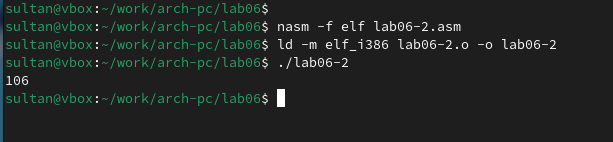 sultan@vbox:~/work/arch-pc/lab06$
sultan@vbox:~/work/arch-pc/lab06$ nasm -f elf lab06-2.asm
sultan@vbox:~/work/arch-pc/lab06$ ld -m elf_i386 lab06-2.o -o lab06-2
sultan@vbox:~/work/arch-pc/lab06$ ./lab06-2
106
sultan@vbox:~/work/arch-pc/lab06$